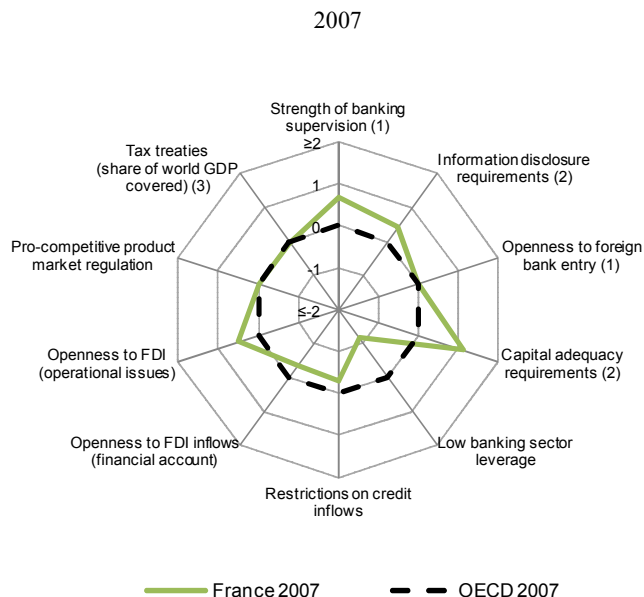 2007
Strength of banking
supervision (1)
Tax treaties
(share of world GDP
covered) (3)
Information disclosure
requirements (2)
Pro-competitive product
market regulation
Openness to foreign
bank entry (1)
≥2
1
0
-1
≤-2
Openness to FDI
(operational issues)
Capital adequacy
requirements (2)
Openness to FDI inflows
(financial account)
Low banking sector
leverage
Restrictions on credit
inflows
France 2007
OECD 2007